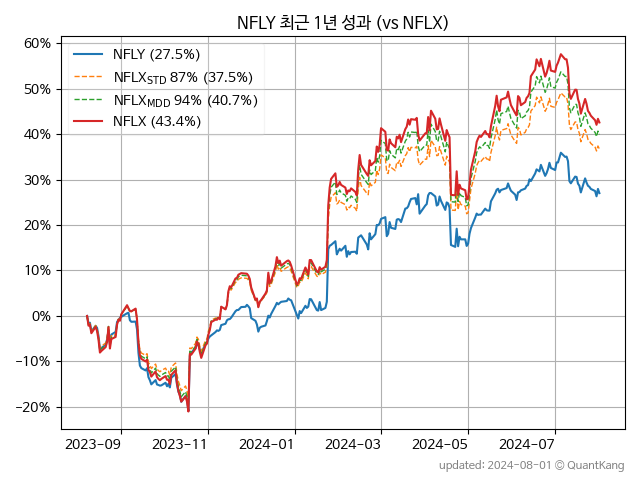 NFLY 최근 1년 성과 (vs NFLX)
60%
50%
40%
30%
20%
10%
0%
−10%
−20%
NFLY (27.5%)
NFLXSTD 87% (37.5%)
NFLXMDD 94% (40.7%)
NFLX (43.4%)
2023-09
2023-11
2024-01
2024-03
2024-05
2024-07
updated: 2024-08-01 © QuantKang